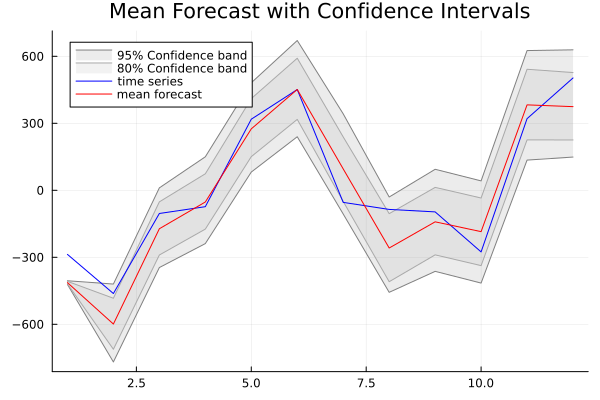 Mean Forecast with Confidence Intervals
600
300
0
−300
−600
95% Confidence band
80% Confidence band
time series
mean forecast
2.5
5.0
7.5
10.0